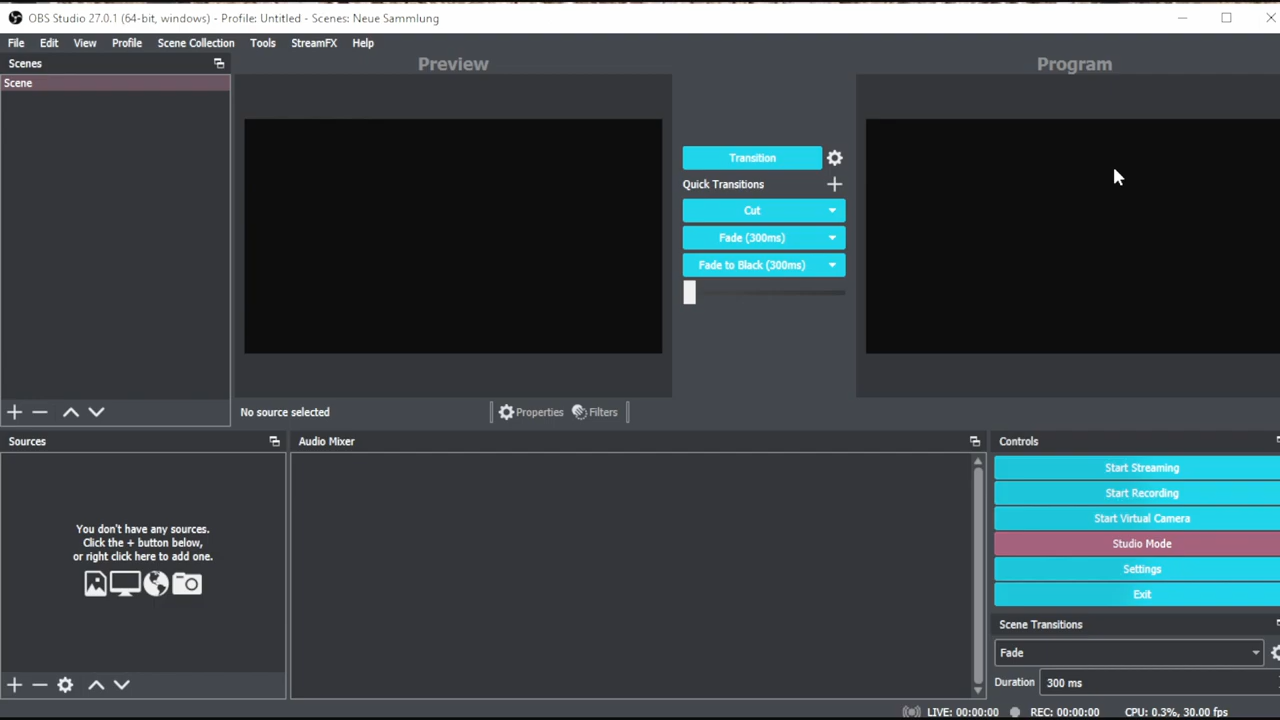 OBS Studio 27.0.1 (64-bit, windows) - Profile: Untitled - Scenes: Neue Sammlung
File Edit View Profile Scene Collection Tools StreamFX Help
Scenes
Scene
Preview
Program
Transition
Quick Transitions
Cut
Fade (300ms)
Fade to Black (300ms)
No source selected
Properties Filters
Sources
You don't have any sources.
Click the + button below,
or right click here to add one.
Audio Mixer
Controls
Start Streaming
Start Recording
Start Virtual Camera
Studio Mode
Settings
Exit
Scene Transitions
Fade
Duration 300 ms
LIVE: 00:00:00 REC: 00:00:00 CPU: 0.3%, 30.00 fps